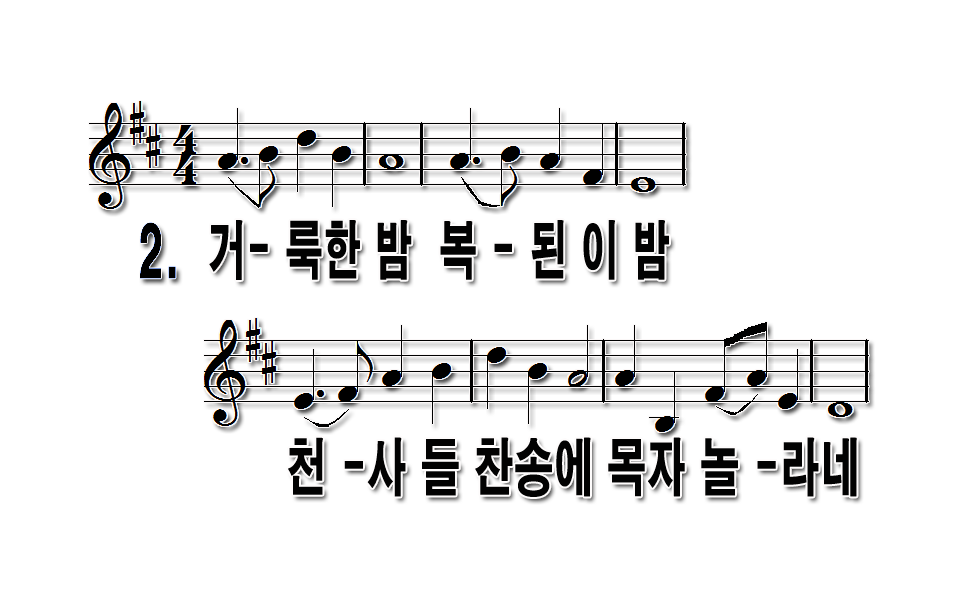 2. 거- 룩한 밤 복 - 된 이 밤
천 -사 들 찬송에 목자 놀 -라네